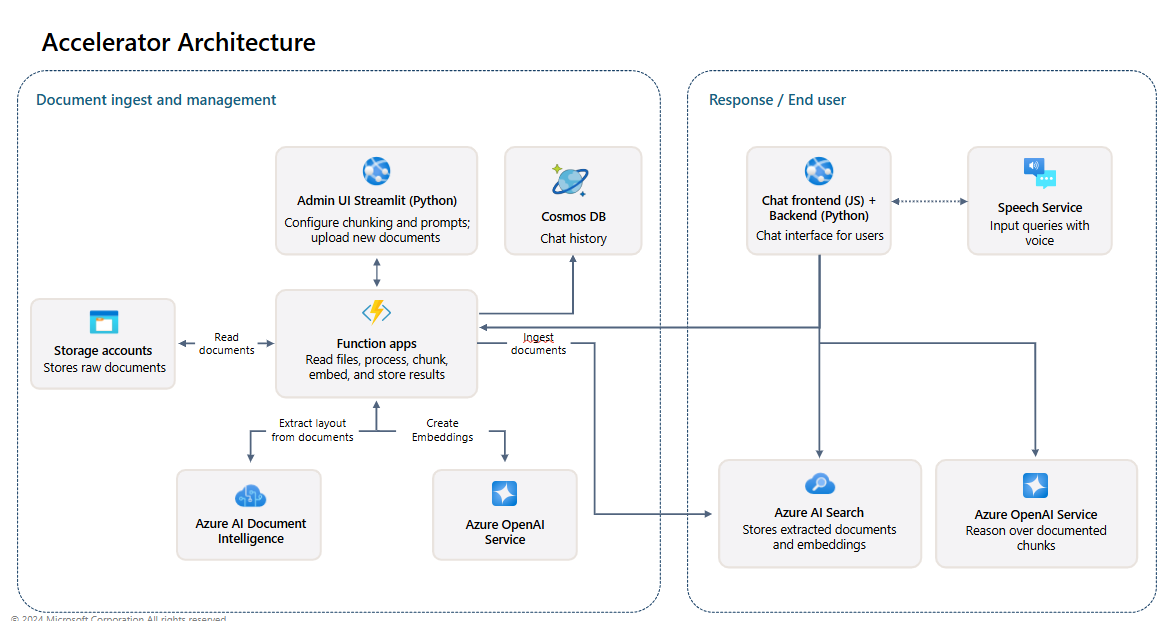 Accelerator Architecture
Document ingest and management
Admin UI Streamlit (Python)
Configure chunking and prompts;
upload new documents
Cosmos DB
Chat history
Storage accounts
Stores raw documents
Read
documents
Function apps
Read files, process, chunk,
embed, and store results
Ingest
documents
Extract layout
from documents
Create
Embeddings
Azure AI Document
Intelligence
Azure OpenAI
Service
Response / End user
Chat frontend (JS) +
Backend (Python)
Chat interface for users
Speech Service
Input queries with
voice
Azure AI Search
Stores extracted documents
and embeddings
Azure OpenAI Service
Reason over documented
chunks
© 2024 Microsoft Corporation All rights reserved